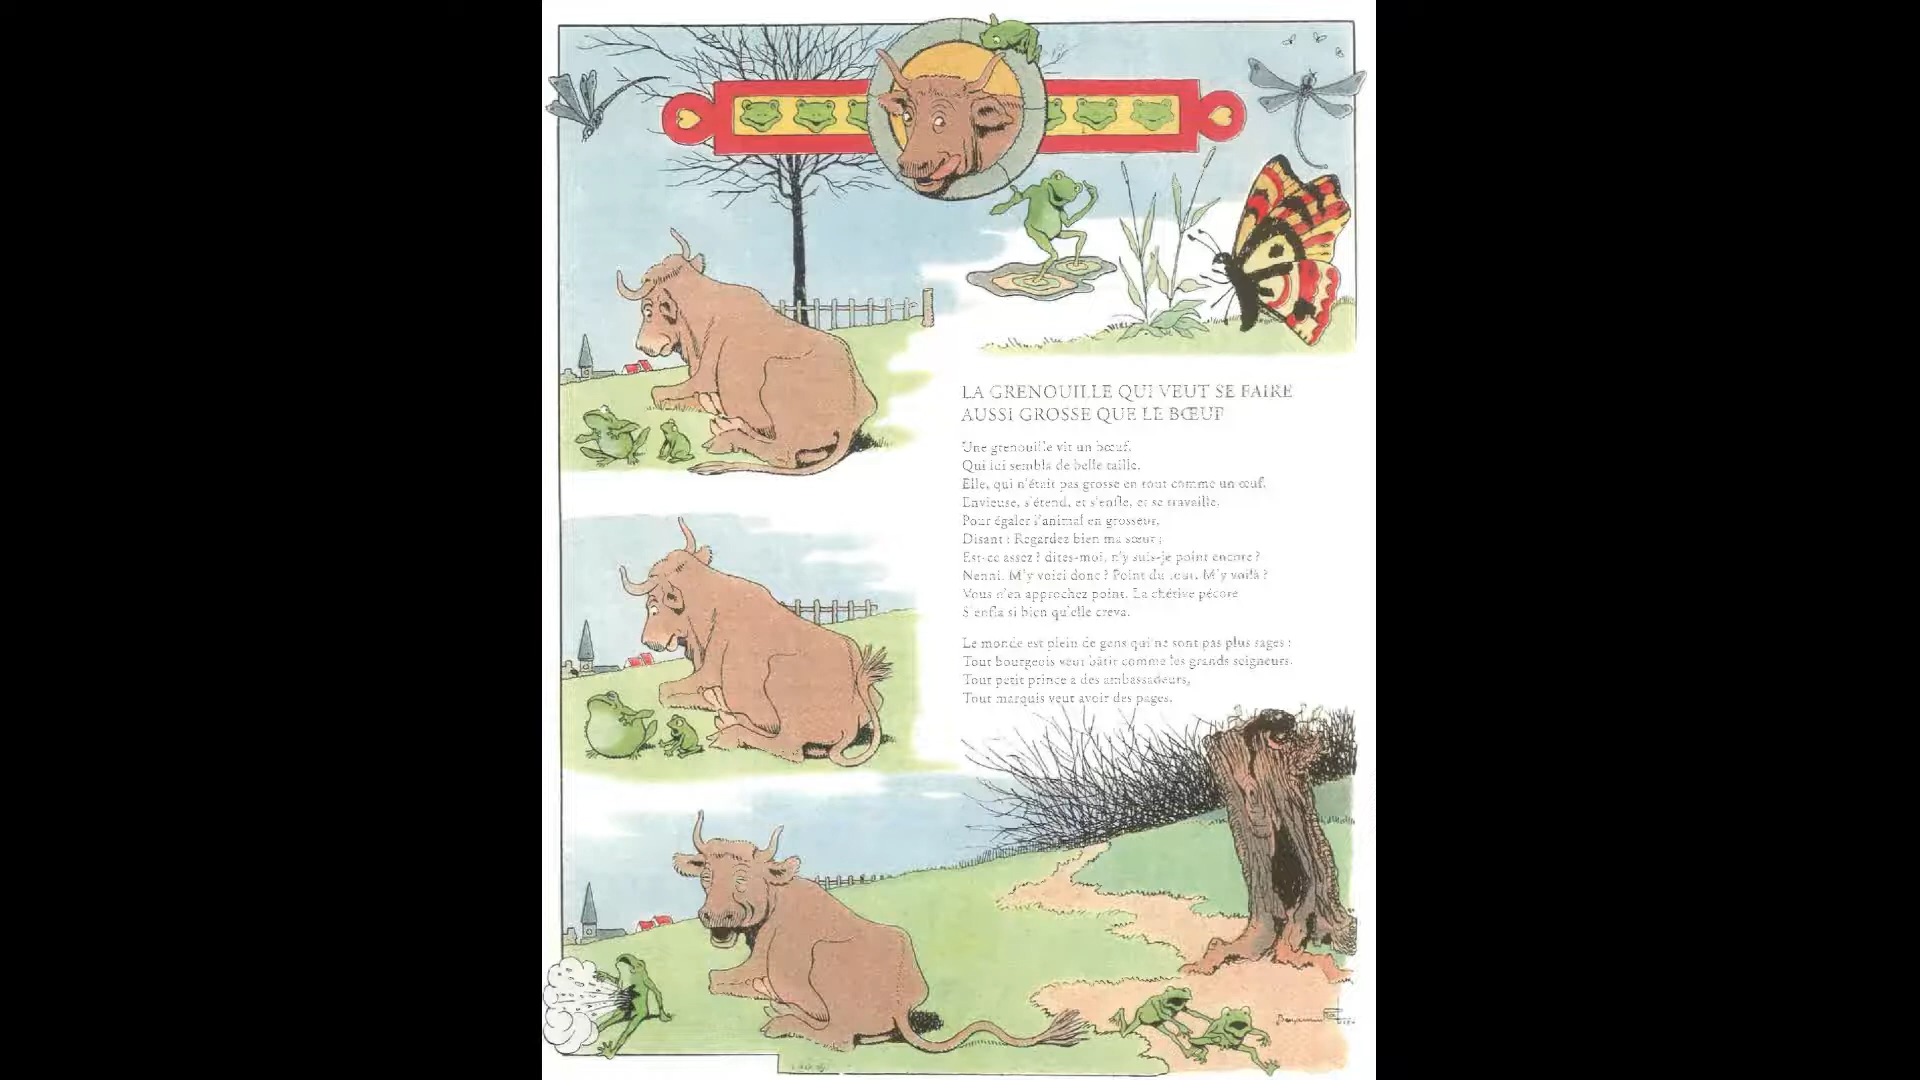 LA GRENOUILLE QUI VEUT SE FAIRE
AUSSI GROSSE QUE LE BŒUF
Une grenouille vit un bœuf,
Qui lui sembla de belle taille.
Elle, qui n'était pas grosse en tout comme un œuf,
Envieuse, s'étend, et s'enfle, et se travaille,
Pour égaler l'animal en grosseur,
Disant : Regardez bien ma sœur ;
Est-ce assez ? dites-moi, n'y suis-je point encore ?
Nenni. M'y voici donc ? Point du tout. M'y voilà ?
Vous n'en approchez point. La chétive pécore
S'enfla si bien qu'elle creva.
Le monde est plein de gens qui ne sont pas plus sages :
Tout bourgeois veut bâtir comme les grands seigneurs,
Tout petit prince a des ambassadeurs,
Tout marquis veut avoir des pages.
Benjamin